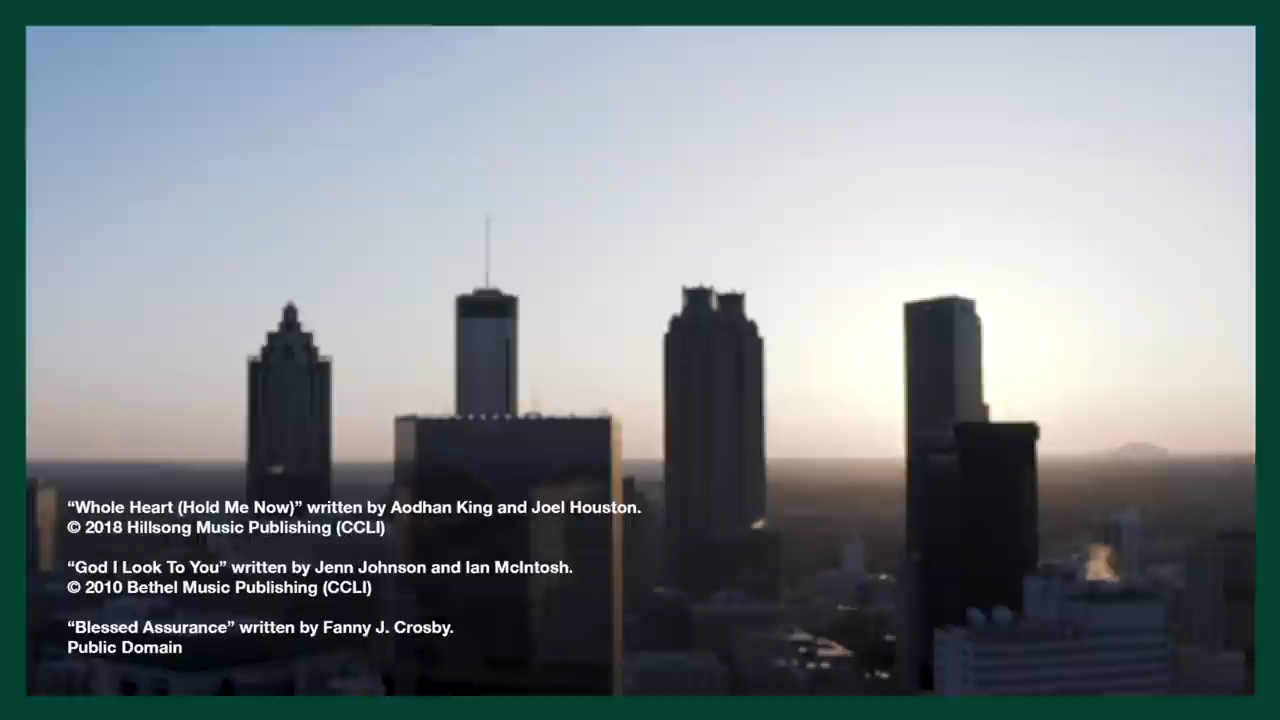 “Whole Heart (Hold Me Now)” written by Aodhan King and Joel Houston.
© 2018 Hillsong Music Publishing (CCLI)
“God I Look To You” written by Jenn Johnson and Ian McIntosh.
© 2010 Bethel Music Publishing (CCLI)
“Blessed Assurance” written by Fanny J. Crosby.
Public Domain